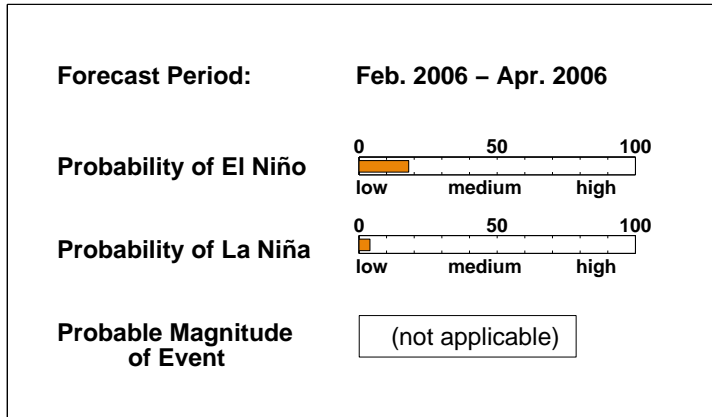 Forecast Period: Feb. 2006 – Apr. 2006
0 50 100
Probability of El Niño
low medium high
0 50 100
Probability of La Niña
low medium high
Probable Magnitude
of Event
(not applicable)